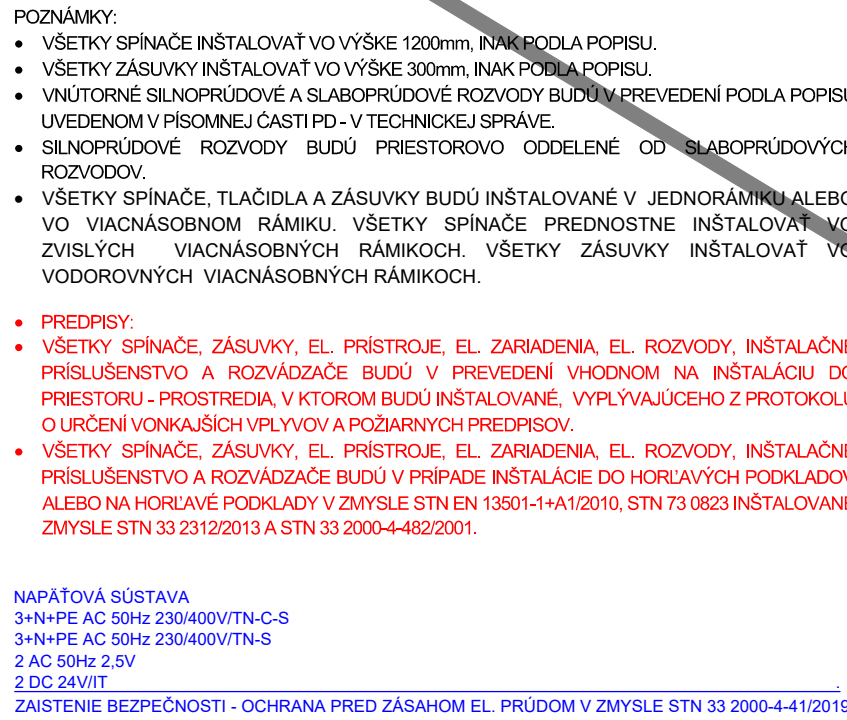 POZNÁMKY:
• VŠETKY SPÍNAČE INŠTALOVAŤ VO VÝŠKE 1200mm, INAK PODLA POPISU.
• VŠETKY ZÁSUVKY INŠTALOVAŤ VO VÝŠKE 300mm, INAK PODLA POPISU.
• VNÚTORNÉ SILNOPRÚDOVÉ A SLABOPRÚDOVÉ ROZVODY BUDÚ V PREVEDENÍ PODLA POPISU
UVEDENOM V PÍSOMNEJ ĆASTI PD - V TECHNICKEJ SPRÁVE.
• SILNOPRÚDOVÉ ROZVODY BUDÚ PRIESTOROVO ODDELENÉ OD SLABOPRÚDOVÝCH
ROZVODOV.
• VŠETKY SPÍNAČE, TLAČIDLA A ZÁSUVKY BUDÚ INŠTALOVANÉ V JEDNORÁMIKU ALEBO
VO VIACNÁSOBNOM RÁMIKU. VŠETKY SPÍNAČE PREDNOSTNE INŠTALOVAŤ VO
ZVISLÝCH VIACNÁSOBNÝCH RÁMIKOCH. VŠETKY ZÁSUVKY INŠTALOVAŤ VO
VODOROVNÝCH VIACNÁSOBNÝCH RÁMIKOCH.
• PREDPISY:
• VŠETKY SPÍNAČE, ZÁSUVKY, EL. PRÍSTROJE, EL. ZARIADENIA, EL. ROZVODY, INŠTALAČNÉ
PRÍSLUŠENSTVO A ROZVÁDZAČE BUDÚ V PREVEDENÍ VHODNOM NA INŠTALÁCIU DO
PRIESTORU - PROSTREDIA, V KTOROM BUDÚ INŠTALOVANÉ, VYPLÝVAJÚCEHO Z PROTOKOLU
O URČENÍ VONKAJŠÍCH VPLYVOV A POŽIARNYCH PREDPISOV.
• VŠETKY SPÍNAČE, ZÁSUVKY, EL. PRÍSTROJE, EL. ZARIADENIA, EL. ROZVODY, INŠTALAČNÉ
PRÍSLUŠENSTVO A ROZVÁDZAČE BUDÚ V PRÍPADE INŠTALÁCIE DO HORĽAVÝCH PODKLADOV
ALEBO NA HORĽAVÉ PODKLADY V ZMYSLE STN EN 13501-1+A1/2010, STN 73 0823 INŠTALOVANÉ
ZMYSLE STN 33 2312/2013 A STN 33 2000-4-482/2001.
NAPÄŤOVÁ SÚSTAVA
3+N+PE AC 50Hz 230/400V/TN-C-S
3+N+PE AC 50Hz 230/400V/TN-S
2 AC 50Hz 2,5V
2 DC 24V/IT .
ZAISTENIE BEZPEČNOSTI - OCHRANA PRED ZÁSAHOM EL. PRÚDOM V ZMYSLE STN 33 2000-4-41/2019